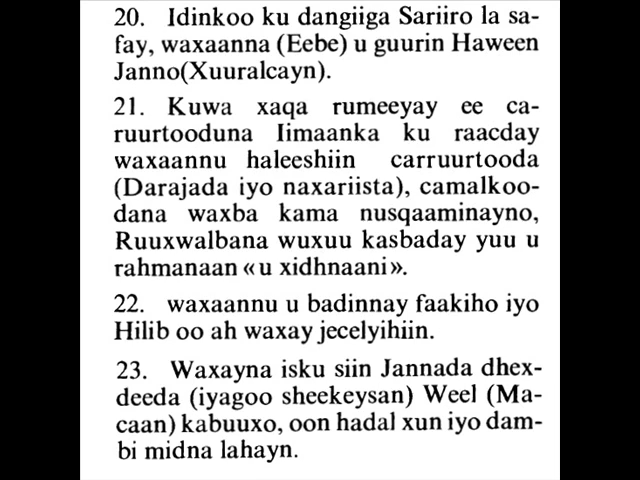 20. Idinkoo ku dangiiga Sariiro la sa-
fay, waxaanna (Eebe) u guurin Haween
Janno(Xuuralcayn).
21. Kuwa xaqa rumeeyay ee ca-
ruurtooduna Iimaanka ku raacday
waxaannu haleeshiin carruurtooda
(Darajada iyo naxariista), camalkoo-
dana waxba kama nusqaaminayno,
Ruuxwalbana wuxuu kasbaday yuu u
rahmanaan «u xidhnaani».
22. waxaannu u badinnay faakiho iyo
Hilib oo ah waxay jecelyihiin.
23. Waxayna isku siin Jannada dhex-
deeda (iyagoo sheekeysan) Weel (Ma-
caan) kabuuxo, oon hadal xun iyo dam-
bi midna lahayn.